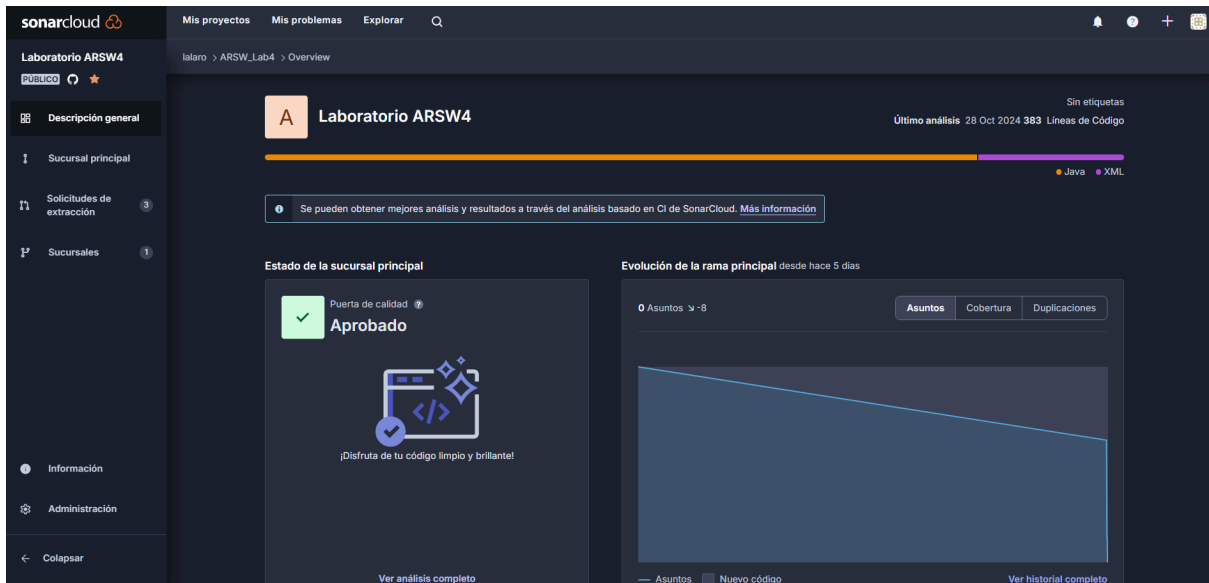 sonarcloud
Mis proyectos Mis problemas Explorar
Laboratorio ARSW4
PÚBLICO
lalaro > ARSW_Lab4 > Overview
Descripción general
Sucursal principal
Solicitudes de extracción 3
Sucursales 1
Información
Administración
Colapsar
A Laboratorio ARSW4
Sin etiquetas
Último análisis 28 Oct 2024 383 Líneas de Código
Java XML
Se pueden obtener mejores análisis y resultados a través del análisis basado en CI de SonarCloud. Más información
Estado de la sucursal principal
Puerta de calidad
Aprobado
¡Disfruta de tu código limpio y brillante!
Ver análisis completo
Evolución de la rama principal desde hace 5 dias
0 Asuntos -8
Asuntos Cobertura Duplicaciones
Asuntos Nuevo código
Ver historial completo